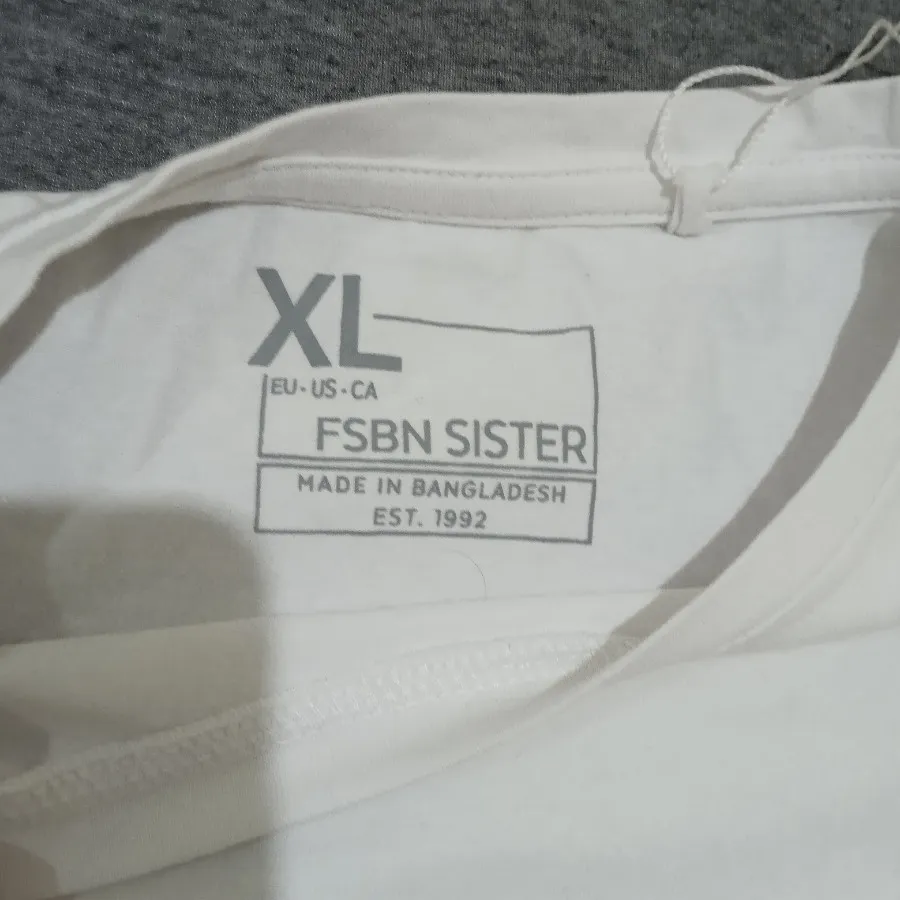 XL
EU-US-CA
FSBN SISTER
MADE IN BANGLADESH
EST. 1992